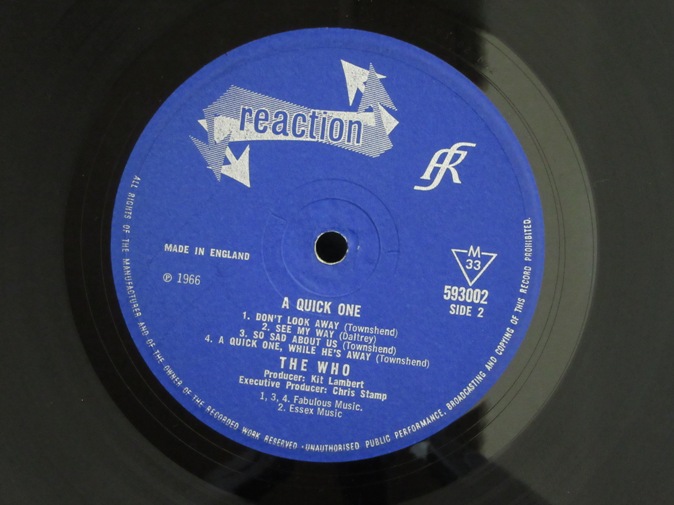 reaction
R
MADE IN ENGLAND
℗ 1966
M
33
593002
SIDE 2
A QUICK ONE
1. DON'T LOOK AWAY (Townshend)
2. SEE MY WAY (Daltrey)
3. SO SAD ABOUT US (Townshend)
4. A QUICK ONE, WHILE HE'S AWAY (Townshend)
THE WHO
Producer: Kit Lambert
Executive Producer: Chris Stamp
1, 3, 4. Fabulous Music.
2. Essex Music
ALL RIGHTS OF THE MANUFACTURER AND OF THE OWNER OF THE RECORDED WORK RESERVED · UNAUTHORISED PUBLIC PERFORMANCE, BROADCASTING AND COPYING OF THIS RECORD PROHIBITED.